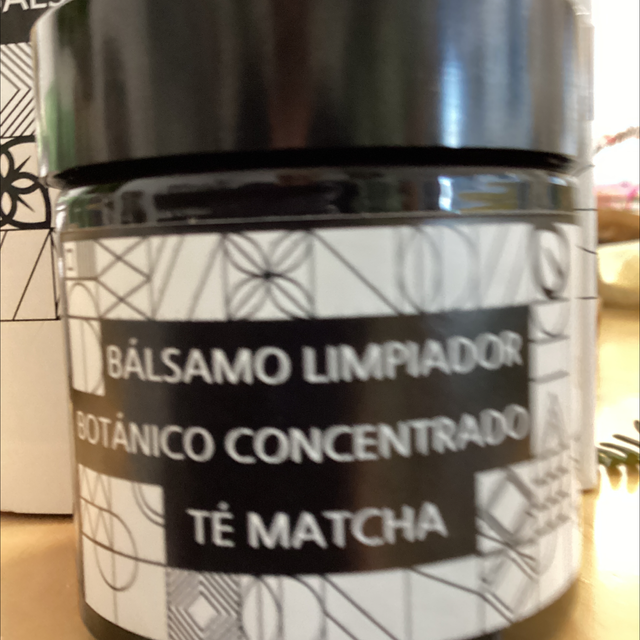 BÁLSAMO LIMPIADOR
BOTÁNICO CONCENTRADO
TÉ MATCHA